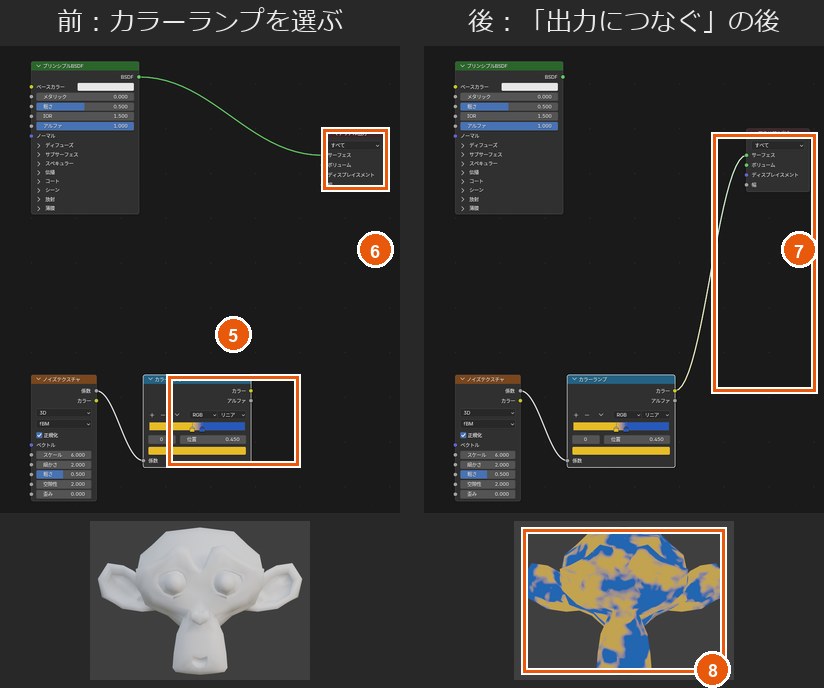 前：カラーランプを選ぶ
後：「出力につなぐ」の後
プリンシプルBSDF
BSDF
ベースカラー
メタリック 0.000
粗さ 0.500
IOR 1.500
アルファ 1.000
ノーマル
ディフューズ
サブサーフェス
スペキュラー
伝播
コート
シーン
放射
薄膜
すべて
サーフェス
ボリューム
ディスプレイスメント
6
5
ノイズテクスチャ
係数
カラー
3D
fBM
正規化
ベクトル
スケール 6.000
細かさ 2.000
粗さ 0.500
空隙性 2.000
歪み 0.000
カラー
アルファ
RGB リニア
0 位置 0.450
係数
プリンシプルBSDF
BSDF
ベースカラー
メタリック 0.000
粗さ 0.500
IOR 1.500
アルファ 1.000
ノーマル
ディフューズ
サブサーフェス
スペキュラー
伝播
コート
シーン
放射
薄膜
すべて
サーフェス
ボリューム
ディスプレイスメント
幅
7
ノイズテクスチャ
係数
カラー
3D
fBM
正規化
ベクトル
スケール 6.000
細かさ 2.000
粗さ 0.500
空隙性 2.000
歪み 0.000
カラーランプ
カラー
アルファ
RGB リニア
0 位置 0.450
係数
8